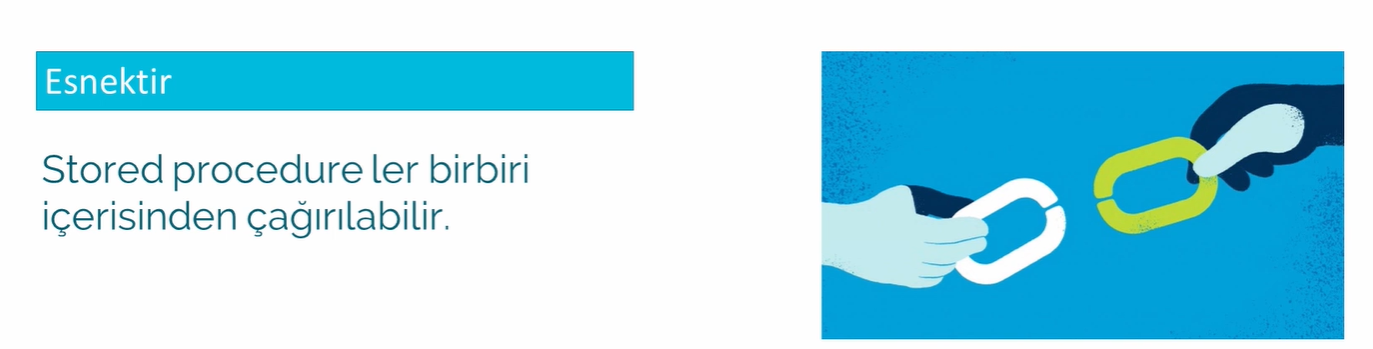 Esnektir
Stored procedure ler birbiri
içerisinden çağırılabilir.